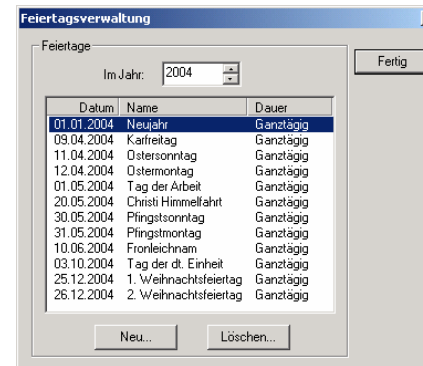 Feiertagsverwaltung
Feiertage
Im Jahr: 2004
Fertig
Datum Name Dauer
01.01.2004 Neujahr Ganztägig
09.04.2004 Karfreitag Ganztägig
11.04.2004 Ostersonntag Ganztägig
12.04.2004 Ostermontag Ganztägig
01.05.2004 Tag der Arbeit Ganztägig
20.05.2004 Christi Himmelfahrt Ganztägig
30.05.2004 Pfingstsonntag Ganztägig
31.05.2004 Pfingstmontag Ganztägig
10.06.2004 Fronleichnam Ganztägig
03.10.2004 Tag der dt. Einheit Ganztägig
25.12.2004 1. Weihnachtsfeiertag Ganztägig
26.12.2004 2. Weihnachtsfeiertag Ganztägig
Neu... Löschen...